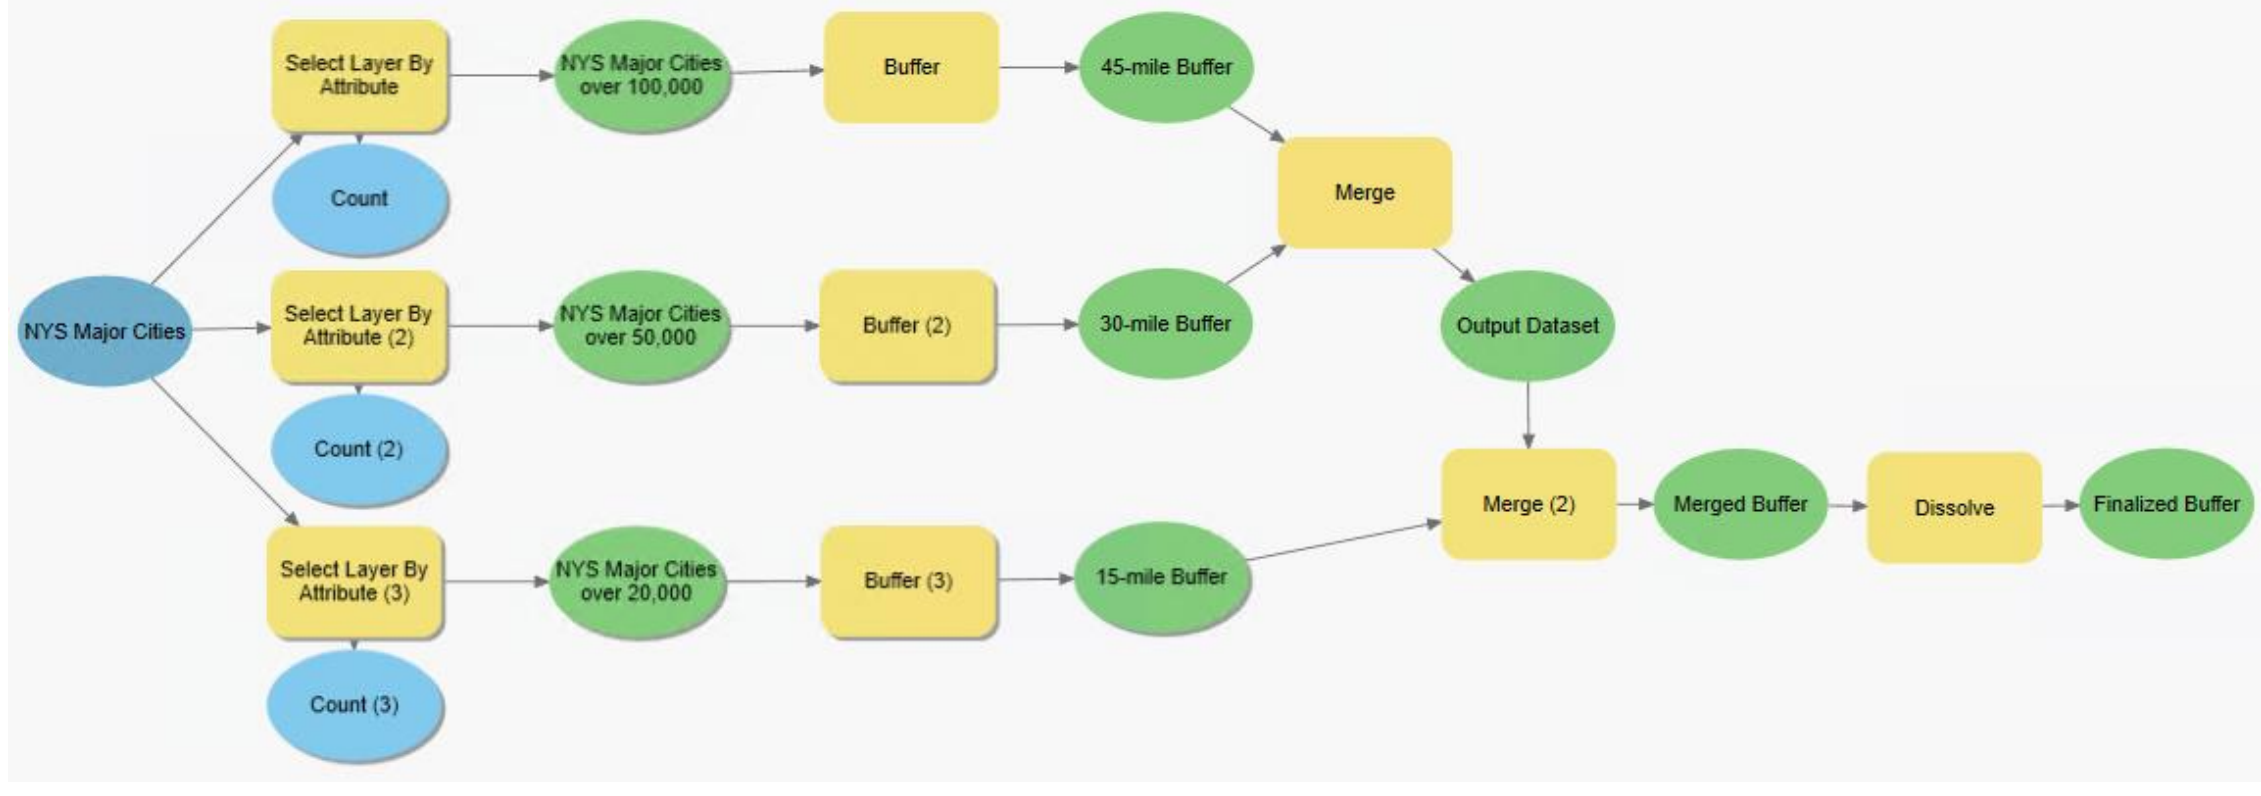 Select Layer By
Attribute
NYS Major Cities
over 100,000
Buffer
45-mile Buffer
Count
Merge
NYS Major Cities
Select Layer By
Attribute (2)
NYS Major Cities
over 50,000
Buffer (2)
30-mile Buffer
Output Dataset
Count (2)
Merge (2)
Merged Buffer
Dissolve
Finalized Buffer
Select Layer By
Attribute (3)
NYS Major Cities
over 20,000
Buffer (3)
15-mile Buffer
Count (3)